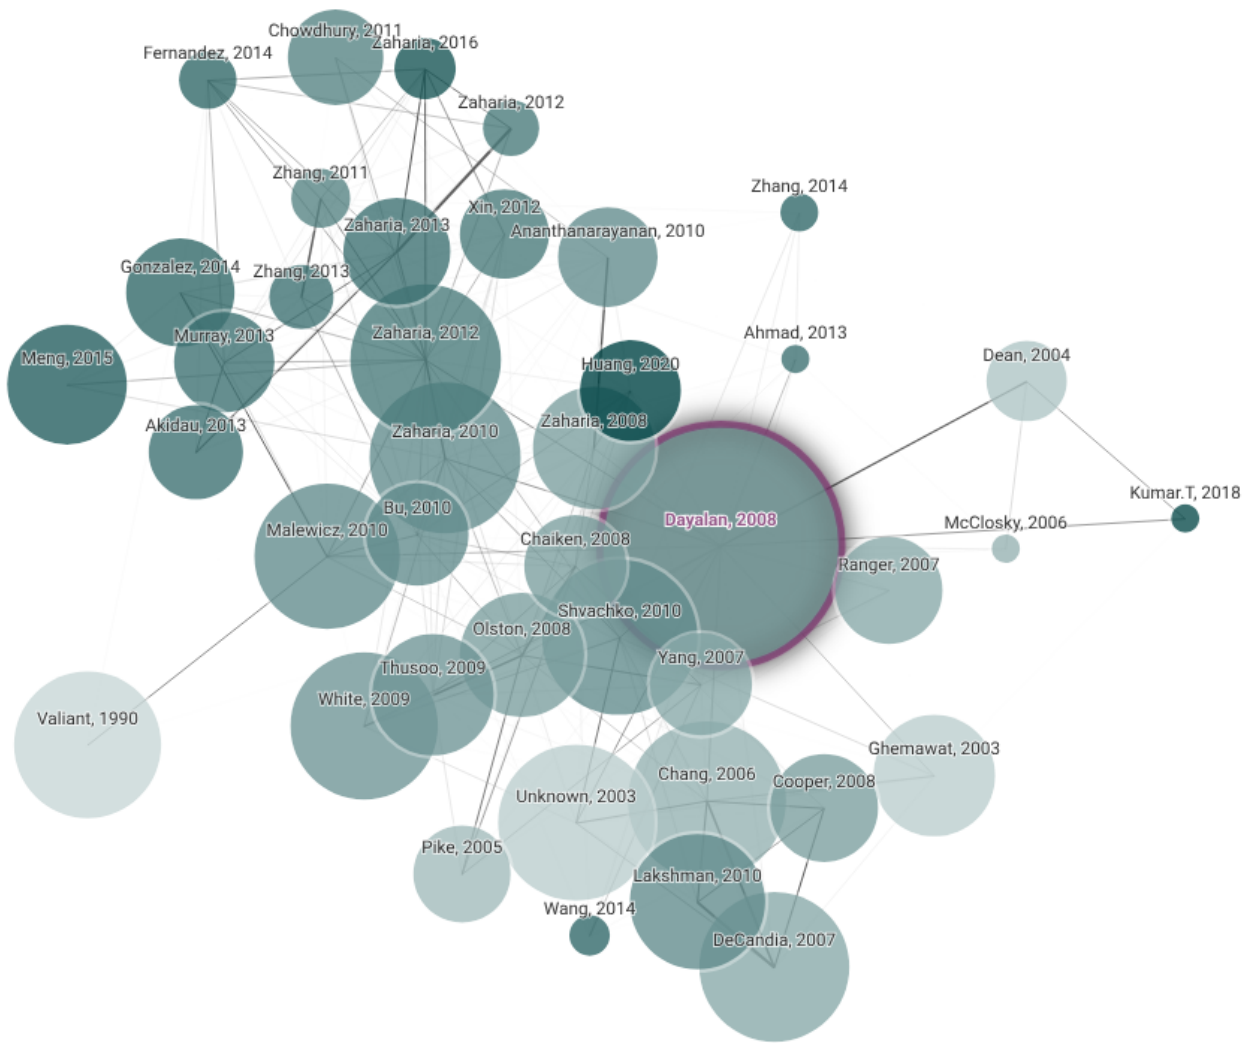 Chowdhury, 2011
Zaharia, 2016
Fernandez, 2014
Zaharia, 2012
Zhang, 2011
Zhang, 2014
Xin, 2012
Zaharia, 2013
Ananthanarayanan, 2010
Gonzalez, 2014
Zhang, 2013
Zaharia, 2012
Murray, 2013
Ahmad, 2013
Meng, 2015
Dean, 2004
Huang, 2020
Zaharia, 2008
Akidau, 2013
Zaharia, 2010
Kumar.T, 2018
Bu, 2010
Dayalan, 2008
McClosky, 2006
Malewicz, 2010
Chaiken, 2008
Ranger, 2007
Shvachko, 2010
Olston, 2008
Yang, 2007
Thusoo, 2009
White, 2009
Valiant, 1990
Ghemawat, 2003
Chang, 2006
Cooper, 2008
Unknown, 2003
Pike, 2005
Lakshman, 2010
Wang, 2014
DeCandia, 2007